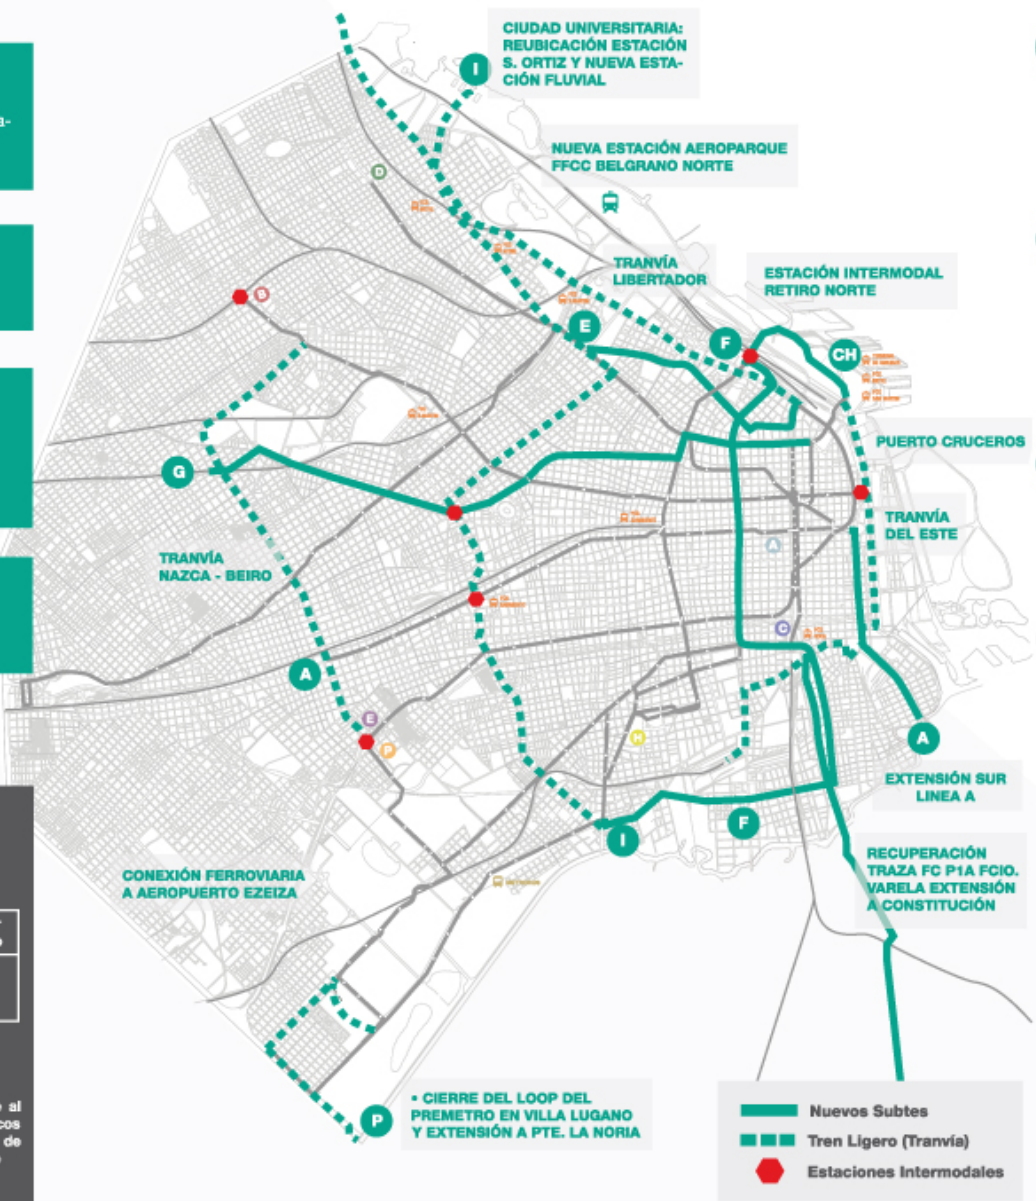 CIUDAD UNIVERSITARIA:
REUBICACIÓN ESTACIÓN
S. ORTIZ Y NUEVA ESTA-
CIÓN FLUVIAL
I
NUEVA ESTACIÓN AEROPARQUE
FFCC BELGRANO NORTE
D
TRANVÍA
LIBERTADOR
ESTACIÓN INTERMODAL
RETIRO NORTE
B
E
F
CH
PUERTO CRUCEROS
G
TRANVÍA
DEL ESTE
A
TRANVÍA
NAZCA - BEIRO
C
A
E
P
H
A
EXTENSIÓN SUR
LINEA A
I
F
RECUPERACIÓN
TRAZA FC P1A FCIO.
VARELA EXTENSIÓN
A CONSTITUCIÓN
CONEXIÓN FERROVIARIA
A AEROPUERTO EZEIZA
P
• CIERRE DEL LOOP DEL
PREMETRO EN VILLA LUGANO
Y EXTENSIÓN A PTE. LA NORIA
Nuevos Subtes
Tren Ligero (Tranvía)
Estaciones Intermodales
al
cos
de